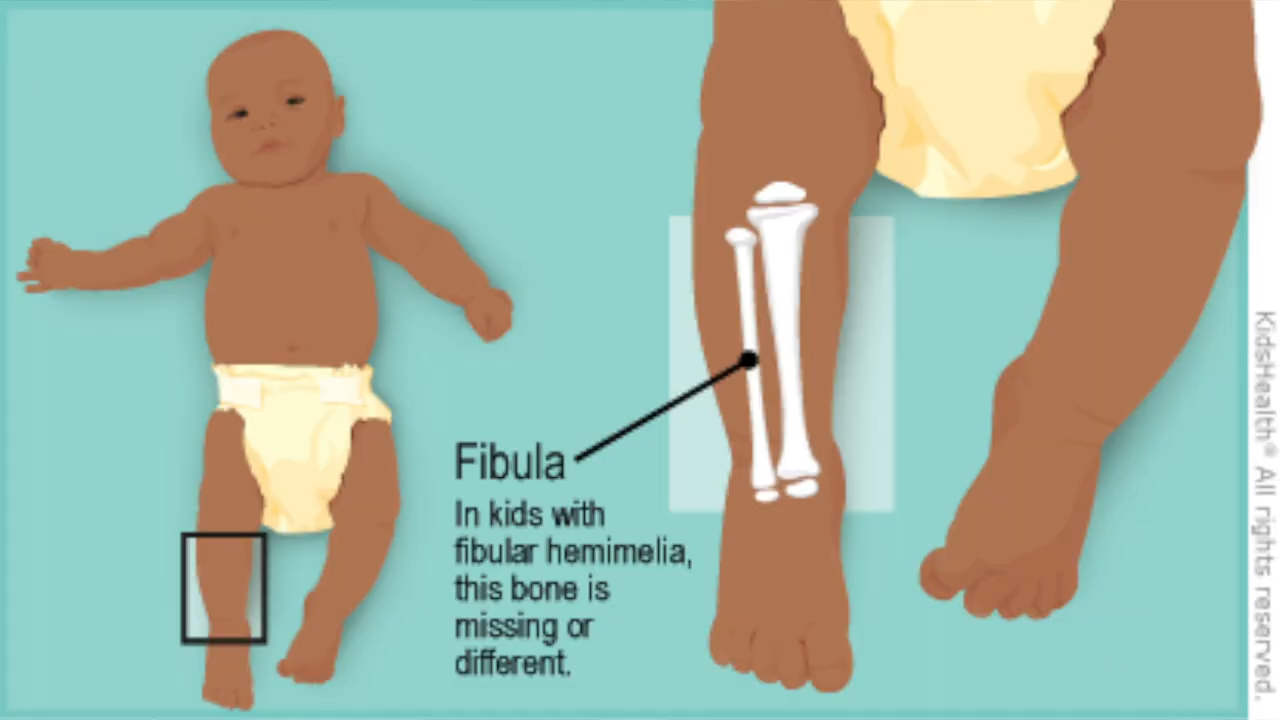 Fibula
In kids with
fibular hemimelia,
this bone is
missing or
different.
KidsHealth® All rights reserved.